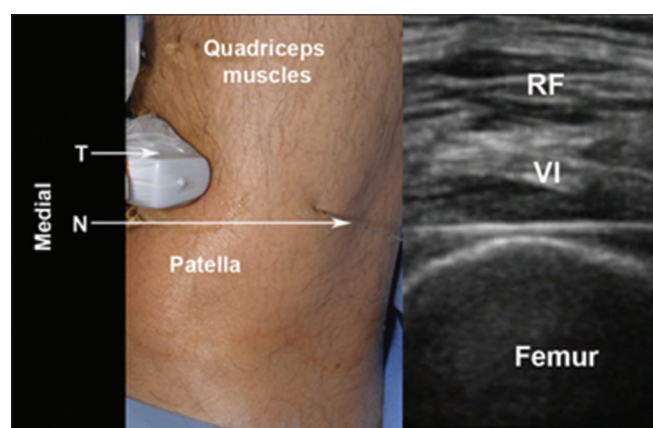 Quadriceps
muscles
T
N
Medial
Patella
RF
VI
Femur